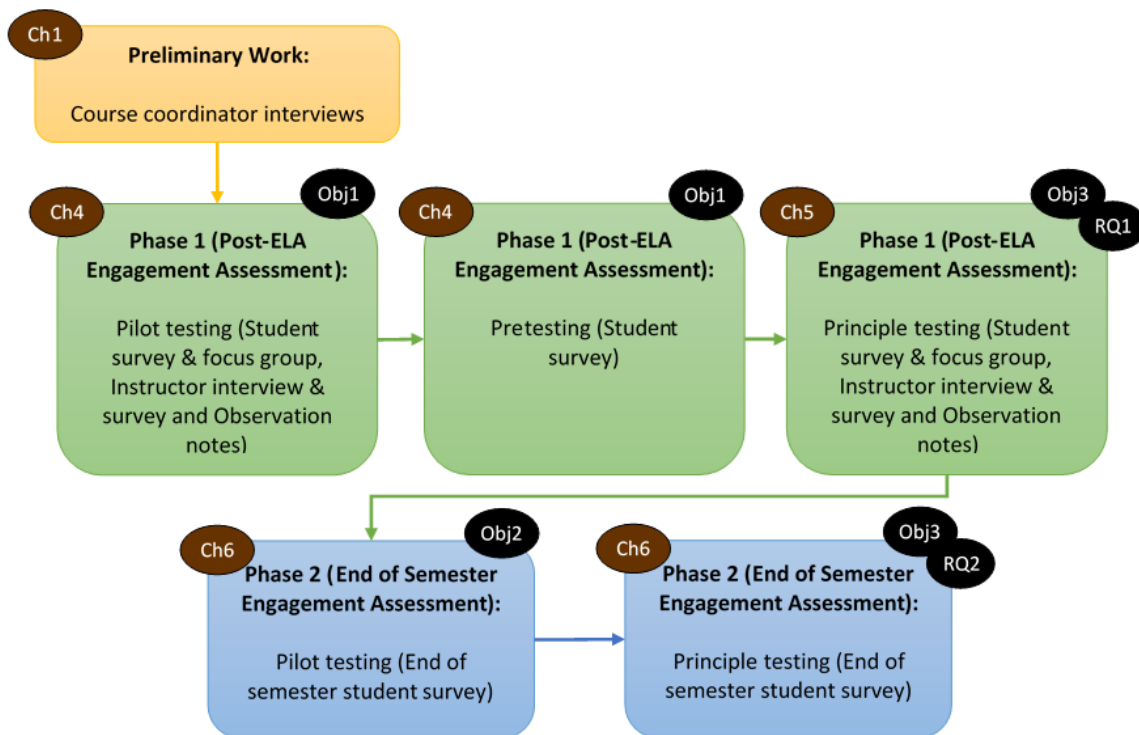 Ch1
Preliminary Work:
Course coordinator interviews
Ch4
Obj1
Phase 1 (Post-ELA
Engagement Assessment):
Pilot testing (Student
survey & focus group,
Instructor interview &
survey and Observation
notes)
Ch4
Obj1
Phase 1 (Post-ELA
Engagement Assessment):
Pretesting (Student
survey)
Ch5
Obj3
RQ1
Phase 1 (Post-ELA
Engagement Assessment):
Principle testing (Student
survey & focus group,
Instructor interview &
survey and Observation
notes)
Ch6
Obj2
Phase 2 (End of Semester
Engagement Assessment):
Pilot testing (End of
semester student survey)
Ch6
Obj3
RQ2
Phase 2 (End of Semester
Engagement Assessment):
Principle testing (End of
semester student survey)